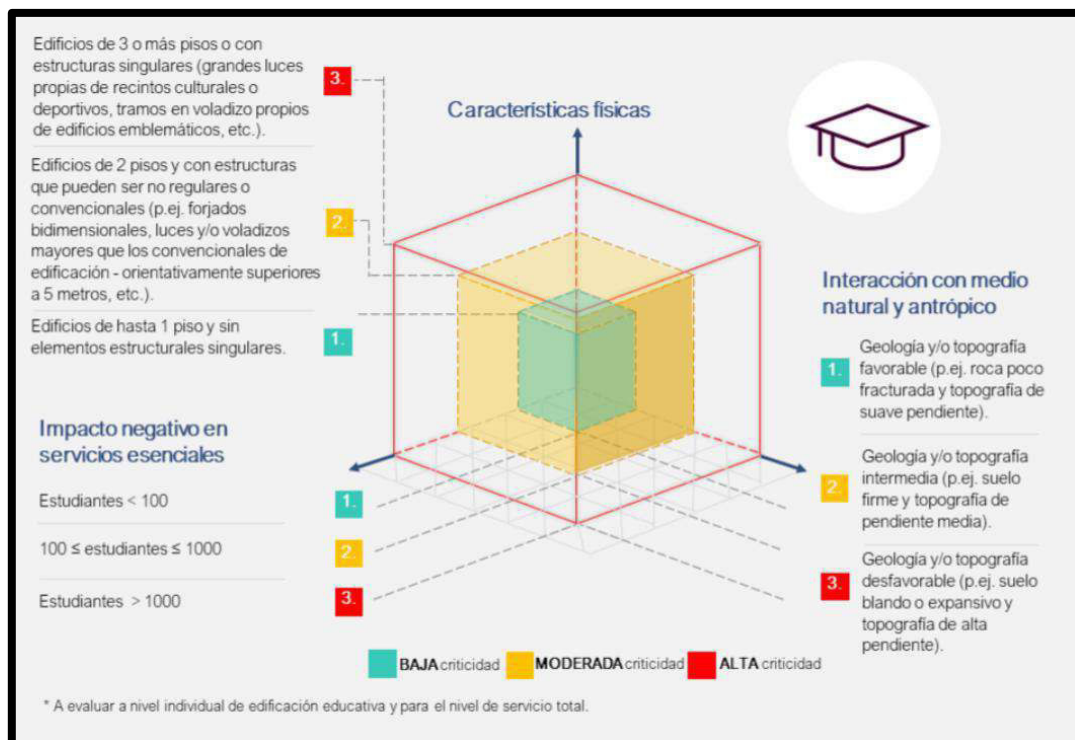 Edificios de 3 o más pisos o con
estructuras singulares (grandes luces
propias de recintos culturales o
deportivos, tramos en voladizo propios
de edificios emblemáticos, etc.).
3.
Edificios de 2 pisos y con estructuras
que pueden ser no regulares o
convencionales (p.ej. forjados
bidimensionales, luces y/o voladizos
mayores que los convencionales de
edificación - orientativamente superiores
a 5 metros, etc.).
2.
Edificios de hasta 1 piso y sin
elementos estructurales singulares.
1.
Características físicas
Impacto negativo en
servicios esenciales
Estudiantes < 100
1.
100 ≤ estudiantes ≤ 1000
2.
Estudiantes > 1000
3.
Interacción con medio
natural y antrópico
1.
Geología y/o topografía
favorable (p.ej. roca poco
fracturada y topografía de
suave pendiente).
2.
Geología y/o topografía
intermedia (p.ej. suelo
firme y topografía de
pendiente media).
3.
Geología y/o topografía
desfavorable (p.ej. suelo
blando o expansivo y
topografía de alta
pendiente).
BAJA criticidad
MODERADA criticidad
ALTA criticidad
* A evaluar a nivel individual de edificación educativa y para el nivel de servicio total.